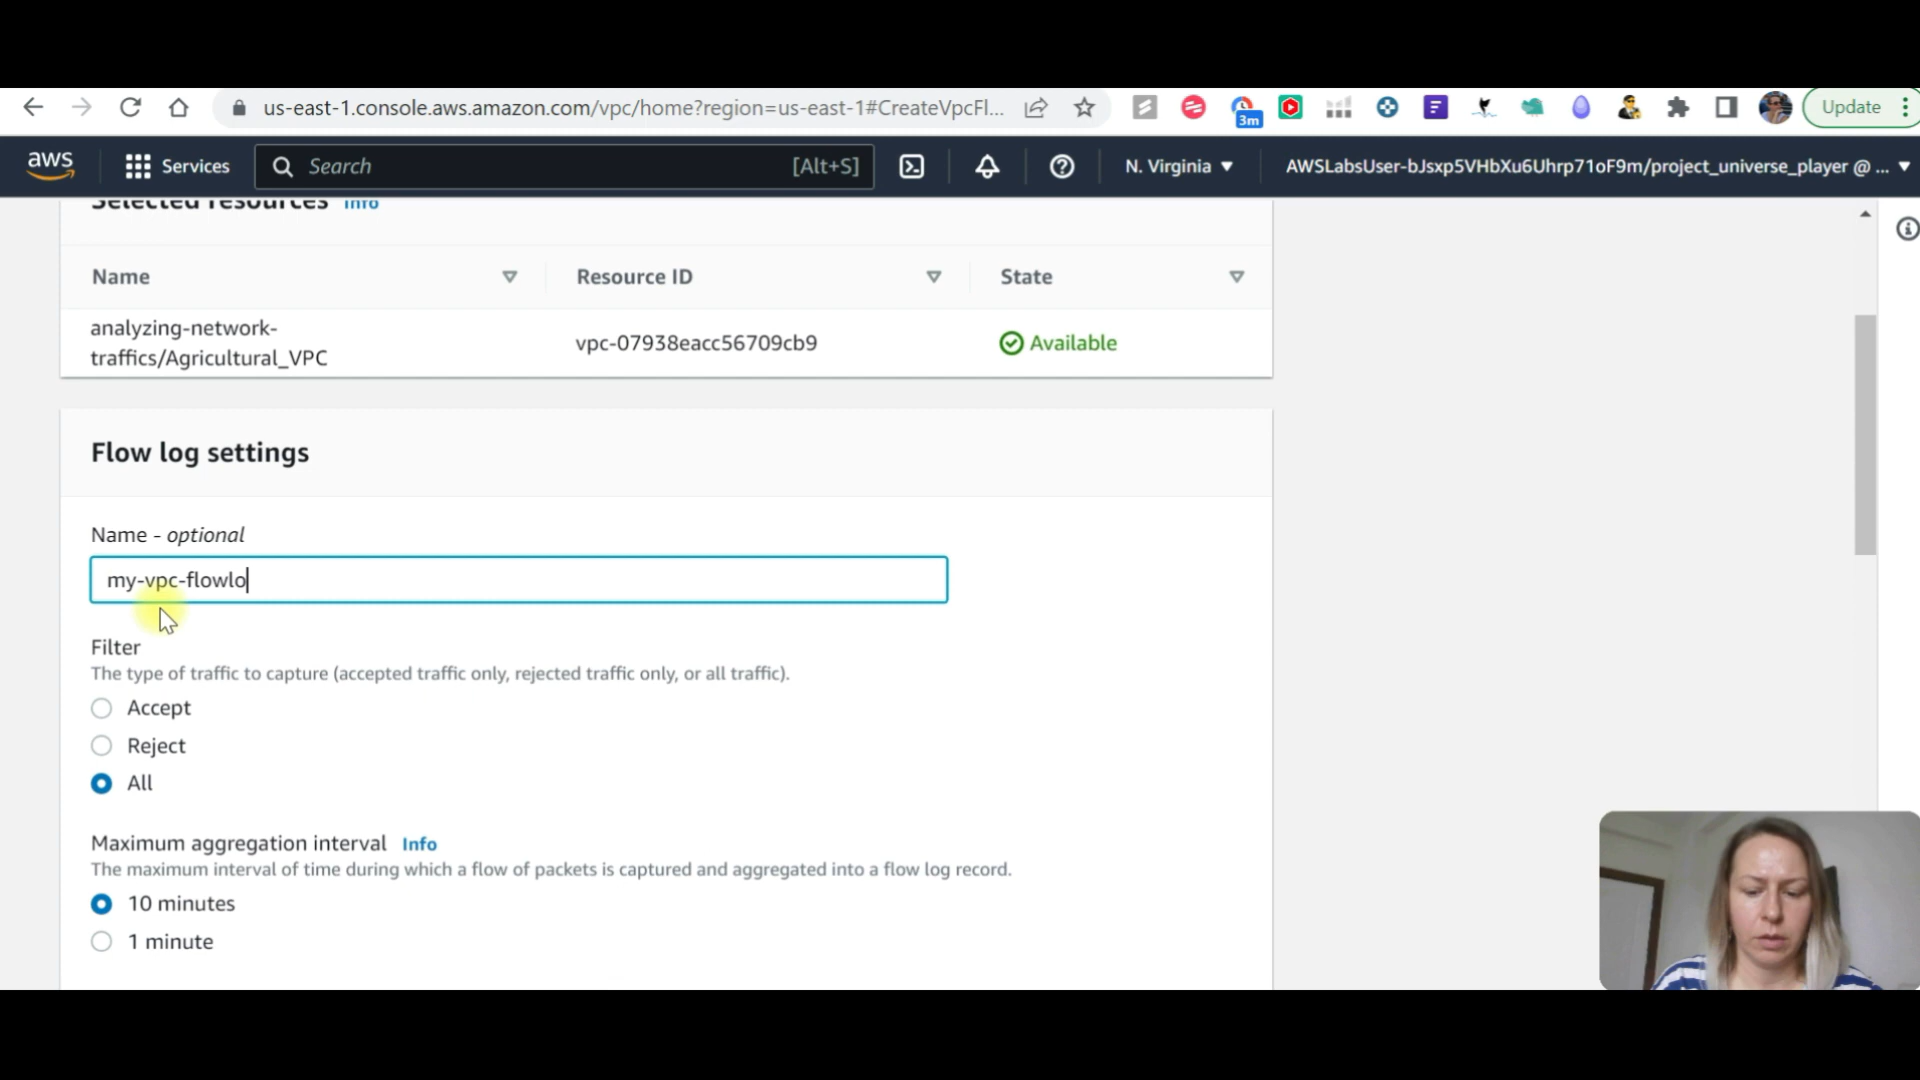 us-east-1.console.aws.amazon.com/vpc/home?region=us-east-1#CreateVpcFl...
3m
Update
aws
Services
Search
[Alt+S]
N. Virginia
AWSLabsUser-bJsxp5VHbXu6Uhrp71oF9m/project_universe_player @ ...
Selected resources Info
Name
Resource ID
State
analyzing-network-
traffics/Agricultural_VPC
vpc-07938eacc56709cb9
Available
Flow log settings
Name - optional
my-vpc-flowlo
Filter
The type of traffic to capture (accepted traffic only, rejected traffic only, or all traffic).
Accept
Reject
All
Maximum aggregation interval Info
The maximum interval of time during which a flow of packets is captured and aggregated into a flow log record.
10 minutes
1 minute